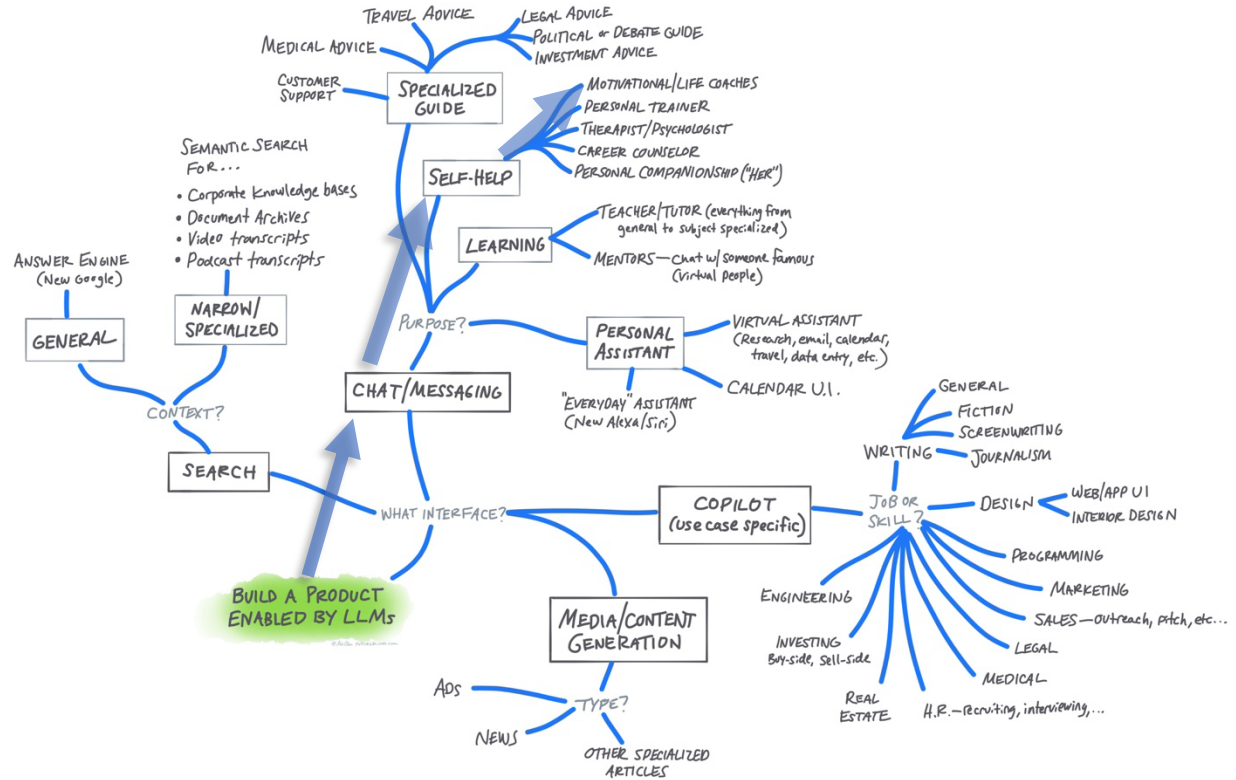 TRAVEL ADVICE
MEDICAL ADVICE
CUSTOMER
SUPPORT
LEGAL ADVICE
POLITICAL OR DEBATE GUIDE
INVESTMENT ADVICE
SPECIALIZED
GUIDE
MOTIVATIONAL/LIFE COACHES
PERSONAL TRAINER
THERAPIST/PSYCHOLOGIST
CAREER COUNSELOR
PERSONAL COMPANIONSHIP ("HER")
SELF-HELP
SEMANTIC SEARCH
FOR...
• Corporate Knowledge bases
• Document Archives
• Video transcripts
• Podcast transcripts
ANSWER ENGINE
(New Google)
GENERAL
NARROW/
SPECIALIZED
CONTEXT?
SEARCH
LEARNING
TEACHER/TUTOR (everything from
general to subject specialized)
MENTORS—chat w/someone famous
(Virtual People)
PURPOSE?
PERSONAL
ASSISTANT
VIRTUAL ASSISTANT
(Research, email, calendar,
travel, data entry, etc.)
CALENDAR U.I.
"EVERYDAY" ASSISTANT
(New Alexa/Siri)
CHAT/MESSAGING
WHAT INTERFACE?
BUILD A PRODUCT
ENABLED BY LLMs
COPILOT
(use case specific)
JOB OR
SKILL?
WRITING
GENERAL
FICTION
SCREENWRITING
JOURNALISM
DESIGN
WEB/APP UI
INTERIOR DESIGN
PROGRAMMING
MARKETING
SALES—outreach, pitch, etc...
LEGAL
MEDICAL
H.R.—recruiting, interviewing,...
REAL
ESTATE
INVESTING
Buy-side, sell-side
ENGINEERING
MEDIA/CONTENT
GENERATION
TYPE?
ADS
NEWS
OTHER SPECIALIZED
ARTICLES